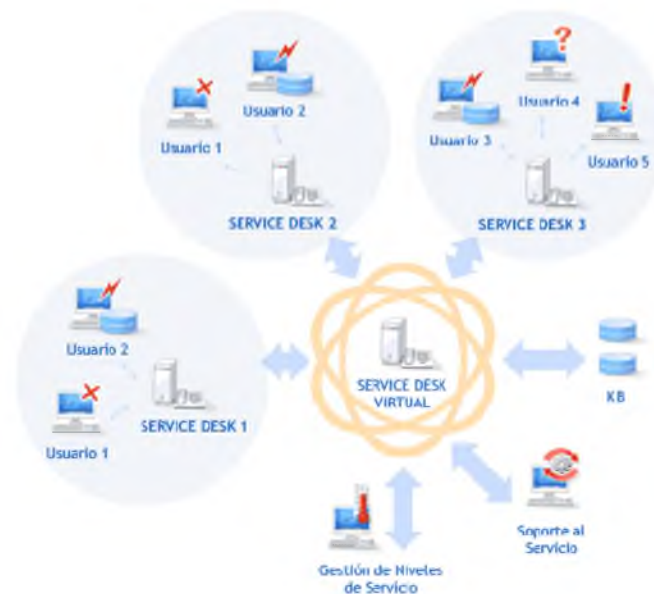 Usuario 1
Usuario 2
SERVICE DESK 2
Usuario 3
Usuario 4
Usuario 5
SERVICE DESK 3
Usuario 2
Usuario 1
SERVICE DESK 1
SERVICE DESK
VIRTUAL
KB
Soporte al
Servicio
Gestión de Niveles
de Servicio